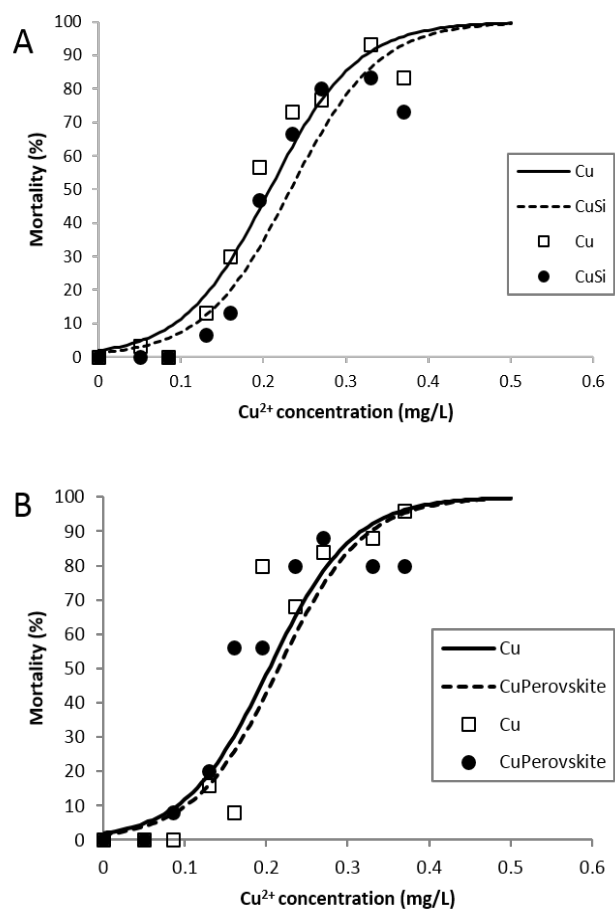 A
100
90
80
70
60
50
40
30
20
10
0
Mortality (%)
0 0.1 0.2 0.3 0.4 0.5 0.6
Cu²⁺ concentration (mg/L)
Cu
CuSi
Cu
CuSi
B
100
90
80
70
60
50
40
30
20
10
0
Mortality (%)
0 0.1 0.2 0.3 0.4 0.5 0.6
Cu²⁺ concentration (mg/L)
Cu
CuPerovskite
Cu
CuPerovskite